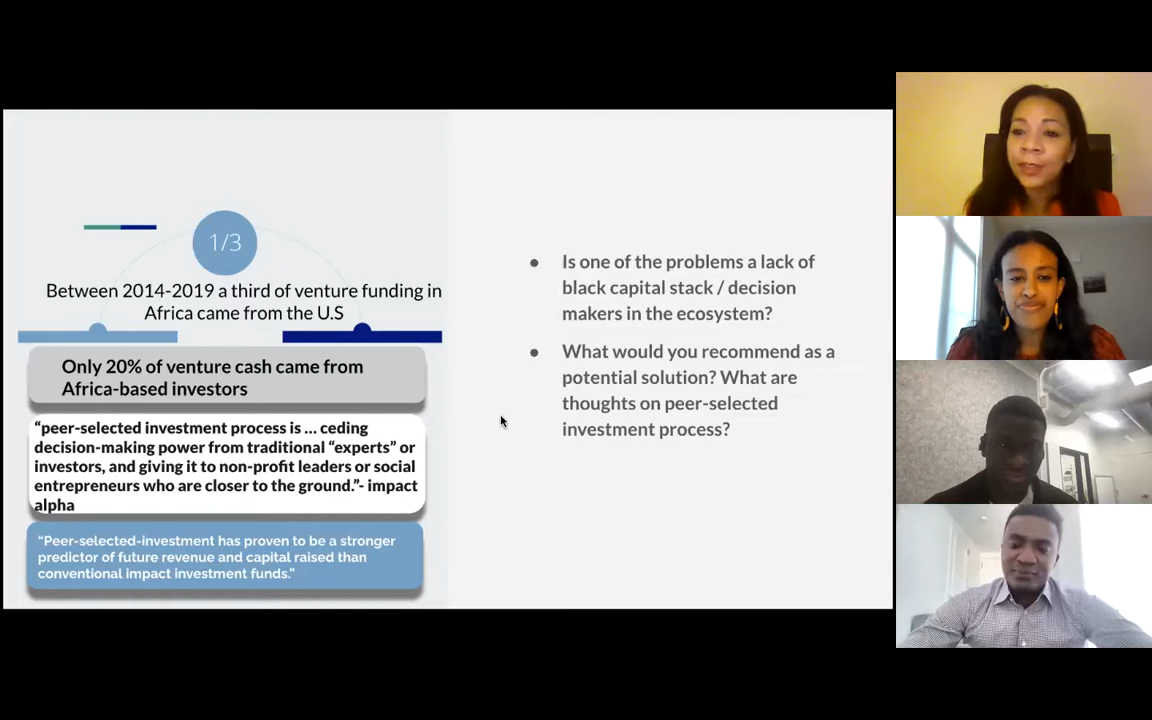 1/3
Between 2014-2019 a third of venture funding in
Africa came from the U.S
Only 20% of venture cash came from
Africa-based investors
“peer-selected investment process is ... ceding
decision-making power from traditional “experts” or
investors, and giving it to non-profit leaders or social
entrepreneurs who are closer to the ground.”- impact
alpha
“Peer-selected-investment has proven to be a stronger
predictor of future revenue and capital raised than
conventional impact investment funds.”
● Is one of the problems a lack of
black capital stack / decision
makers in the ecosystem?
● What would you recommend as a
potential solution? What are
thoughts on peer-selected
investment process?